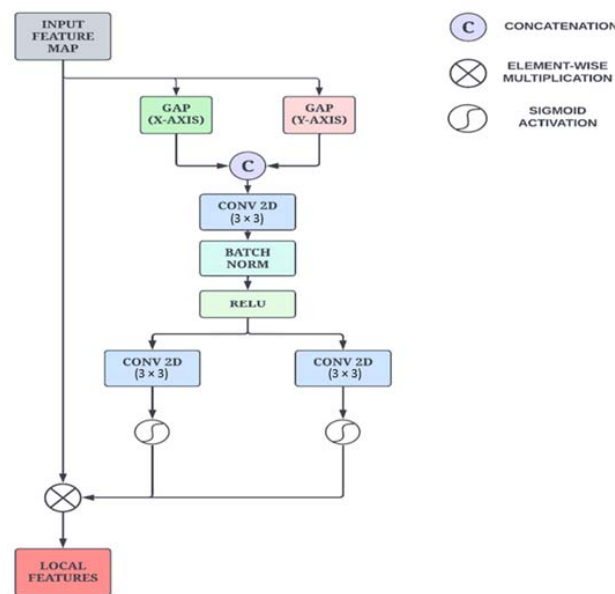 INPUT
FEATURE
MAP
C
CONCATENATION
ELEMENT-WISE
MULTIPLICATION
SIGMOID
ACTIVATION
GAP
(X-AXIS)
GAP
(Y-AXIS)
C
CONV 2D
(3 × 3)
BATCH
NORM
RELU
CONV 2D
(3 × 3)
CONV 2D
(3 × 3)
LOCAL
FEATURES